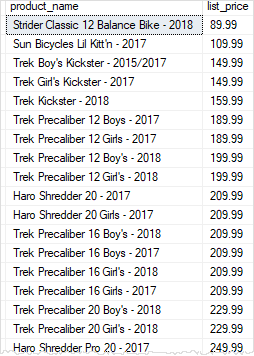 product_name list_price
Strider Classic 12 Balance Bike - 2018 89.99
Sun Bicycles Lil Kitt'n - 2017 109.99
Trek Boy's Kickster - 2015/2017 149.99
Trek Girl's Kickster - 2017 149.99
Trek Kickster - 2018 159.99
Trek Precaliber 12 Boys - 2017 189.99
Trek Precaliber 12 Girls - 2017 189.99
Trek Precaliber 12 Boy's - 2018 199.99
Trek Precaliber 12 Girl's - 2018 199.99
Haro Shredder 20 - 2017 209.99
Haro Shredder 20 Girls - 2017 209.99
Trek Precaliber 16 Boy's - 2018 209.99
Trek Precaliber 16 Boys - 2017 209.99
Trek Precaliber 16 Girl's - 2018 209.99
Trek Precaliber 16 Girls - 2017 209.99
Trek Precaliber 20 Boy's - 2018 229.99
Trek Precaliber 20 Girl's - 2018 229.99
Haro Shredder Pro 20 - 2017 249.99